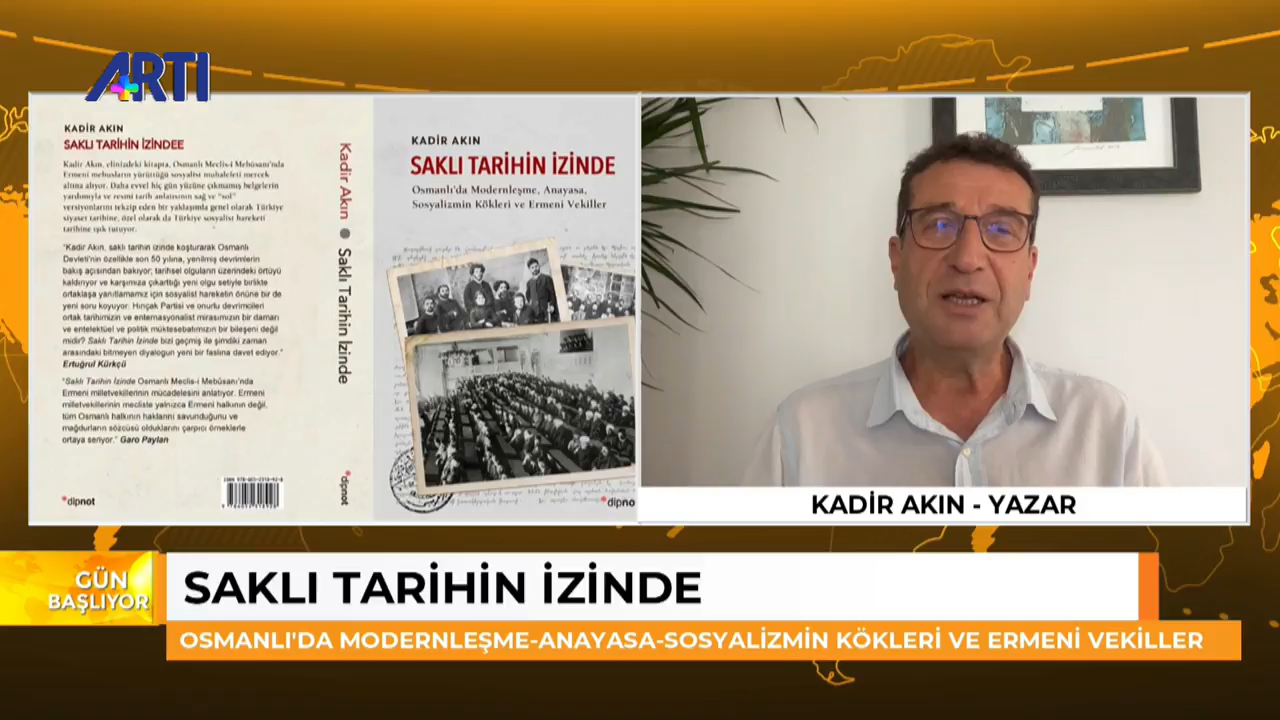 ARTI
KADİR AKIN
SAKLI TARİHİN İZİNDEE
Kadir Akın, elinizdeki kitapta, Osmanlı Meclis-i Mebûsanı'nda
Ermeni mebusların yürüttüğü sosyalist muhalefeti mercek
altına alıyor. Daha evvel hiç gün yüzüne çıkmamış belgelerin
yardımıyla ve resmi tarih anlatısının sağ ve "sol"
versiyonlarını tekzip eden bir yaklaşımla genel olarak Türkiye
siyaset tarihine, özel olarak da Türkiye sosyalist hareketi
tarihine ışık tutuyor.
"Kadir Akın, saklı tarihin izinde koşturarak Osmanlı
Devleti'nin özellikle son 50 yılına, yenilmiş devrimlerin
bakış açısından bakıyor; tarihsel olguların üzerindeki örtüyü
kaldırıyor ve karşımıza çıkarttığı yeni olgu setiyle birlikte
ortaklaşa yanıtlamamız için sosyalist hareketin önüne bir de
yeni soru koyuyor: Hınçak Partisi ve onurlu devrimcileri
ortak tarihimizin ve enternasyonalist mirasımızın bir damarı
ve entelektüel ve politik müktesebatımızın bir bileşeni değil
midir? Saklı Tarihin İzinde bizi geçmiş ile şimdiki zaman
arasındaki bitmeyen diyalogun yeni bir faslına davet ediyor."
Ertuğrul Kürkçü
"Saklı Tarihin İzinde Osmanlı Meclis-i Mebûsanı'nda
Ermeni milletvekillerinin mücadelesini anlatıyor. Ermeni
milletvekillerinin mecliste yalnızca Ermeni halkının değil,
tüm Osmanlı halkının haklarını savunduğunu ve
mağdurların sözcüsü olduklarını çarpıcı örneklerle
ortaya seriyor." Garo Paylan
dipnot
Kadir Akın ● Saklı Tarihin İzinde
dipnot
KADİR AKIN
SAKLI TARİHİN İZİNDE
Osmanlı'da Modernleşme, Anayasa,
Sosyalizmin Kökleri ve Ermeni Vekiller
dipno
KADİR AKIN - YAZAR
GÜN
BAŞLIYOR
SAKLI TARİHİN İZİNDE
OSMANLI'DA MODERNLEŞME-ANAYASA-SOSYALİZMİN KÖKLERİ VE ERMENİ VEKİLLER